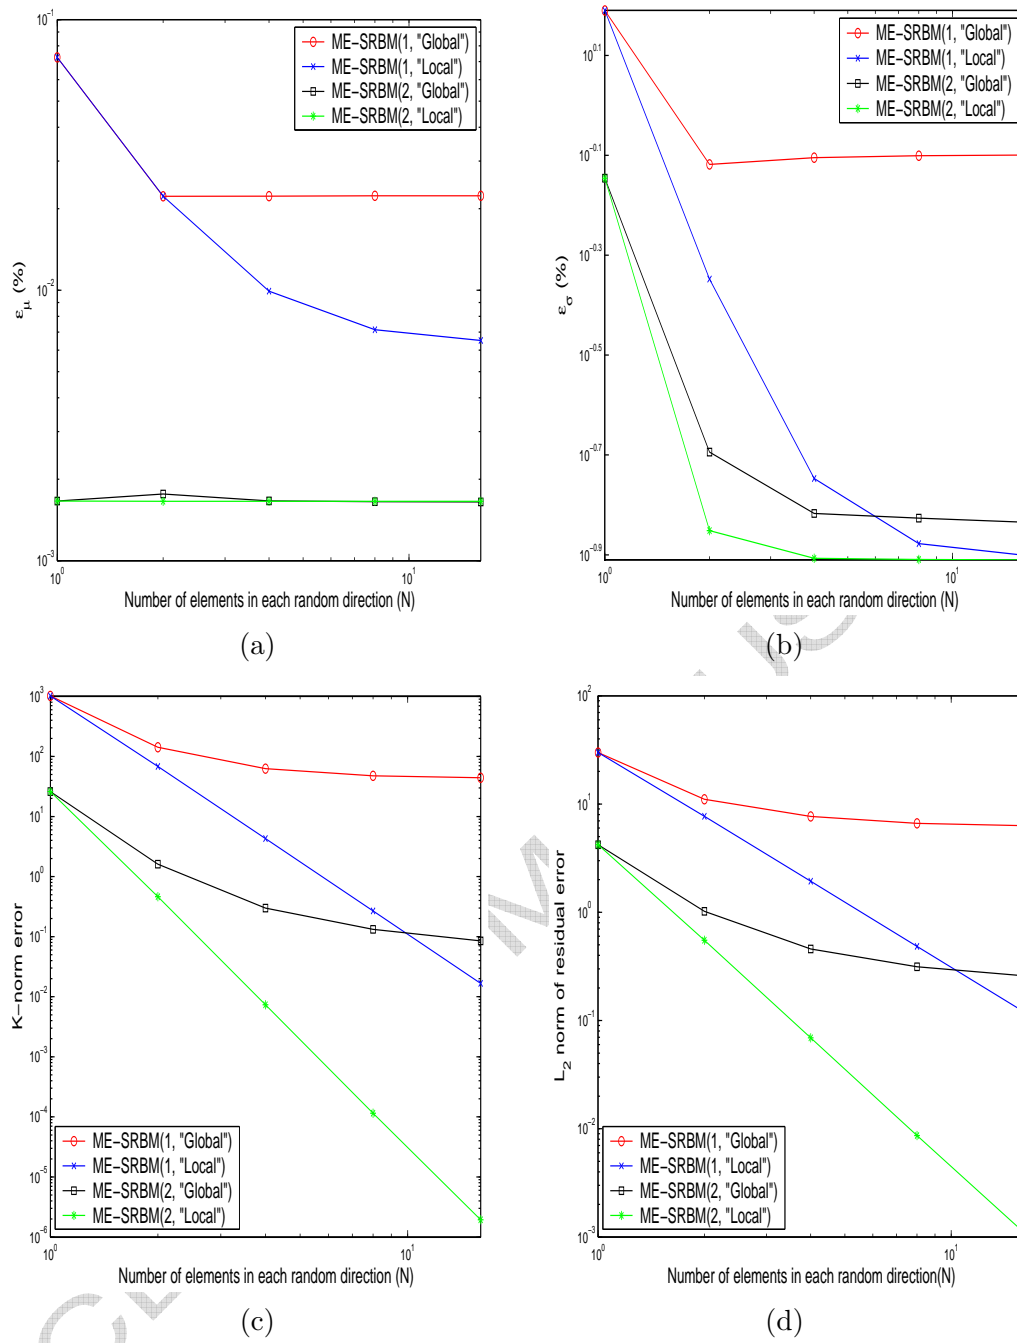 10^-1
10^-2
10^-3
ε_μ (%)
ME-SRBM(1, "Global")
ME-SRBM(1, "Local")
ME-SRBM(2, "Global")
ME-SRBM(2, "Local")
10^0
10^1
Number of elements in each random direction (N)
(a)
10^0.1
10^-0.1
10^-0.3
10^-0.5
10^-0.7
10^-0.9
ε_σ (%)
ME-SRBM(1, "Global")
ME-SRBM(1, "Local")
ME-SRBM(2, "Global")
ME-SRBM(2, "Local")
10^0
10^1
Number of elements in each random direction (N)
(b)
10^3
10^2
10^1
10^0
10^-1
10^-2
10^-3
10^-4
10^-5
10^-6
K-norm error
ME-SRBM(1, "Global")
ME-SRBM(1, "Local")
ME-SRBM(2, "Global")
ME-SRBM(2, "Local")
10^0
10^1
Number of elements in each random direction (N)
(c)
10^2
10^1
10^0
10^-1
10^-2
10^-3
L_2 norm of residual error
ME-SRBM(1, "Global")
ME-SRBM(1, "Local")
ME-SRBM(2, "Global")
ME-SRBM(2, "Local")
10^0
10^1
Number of elements in each random direction(N)
(d)